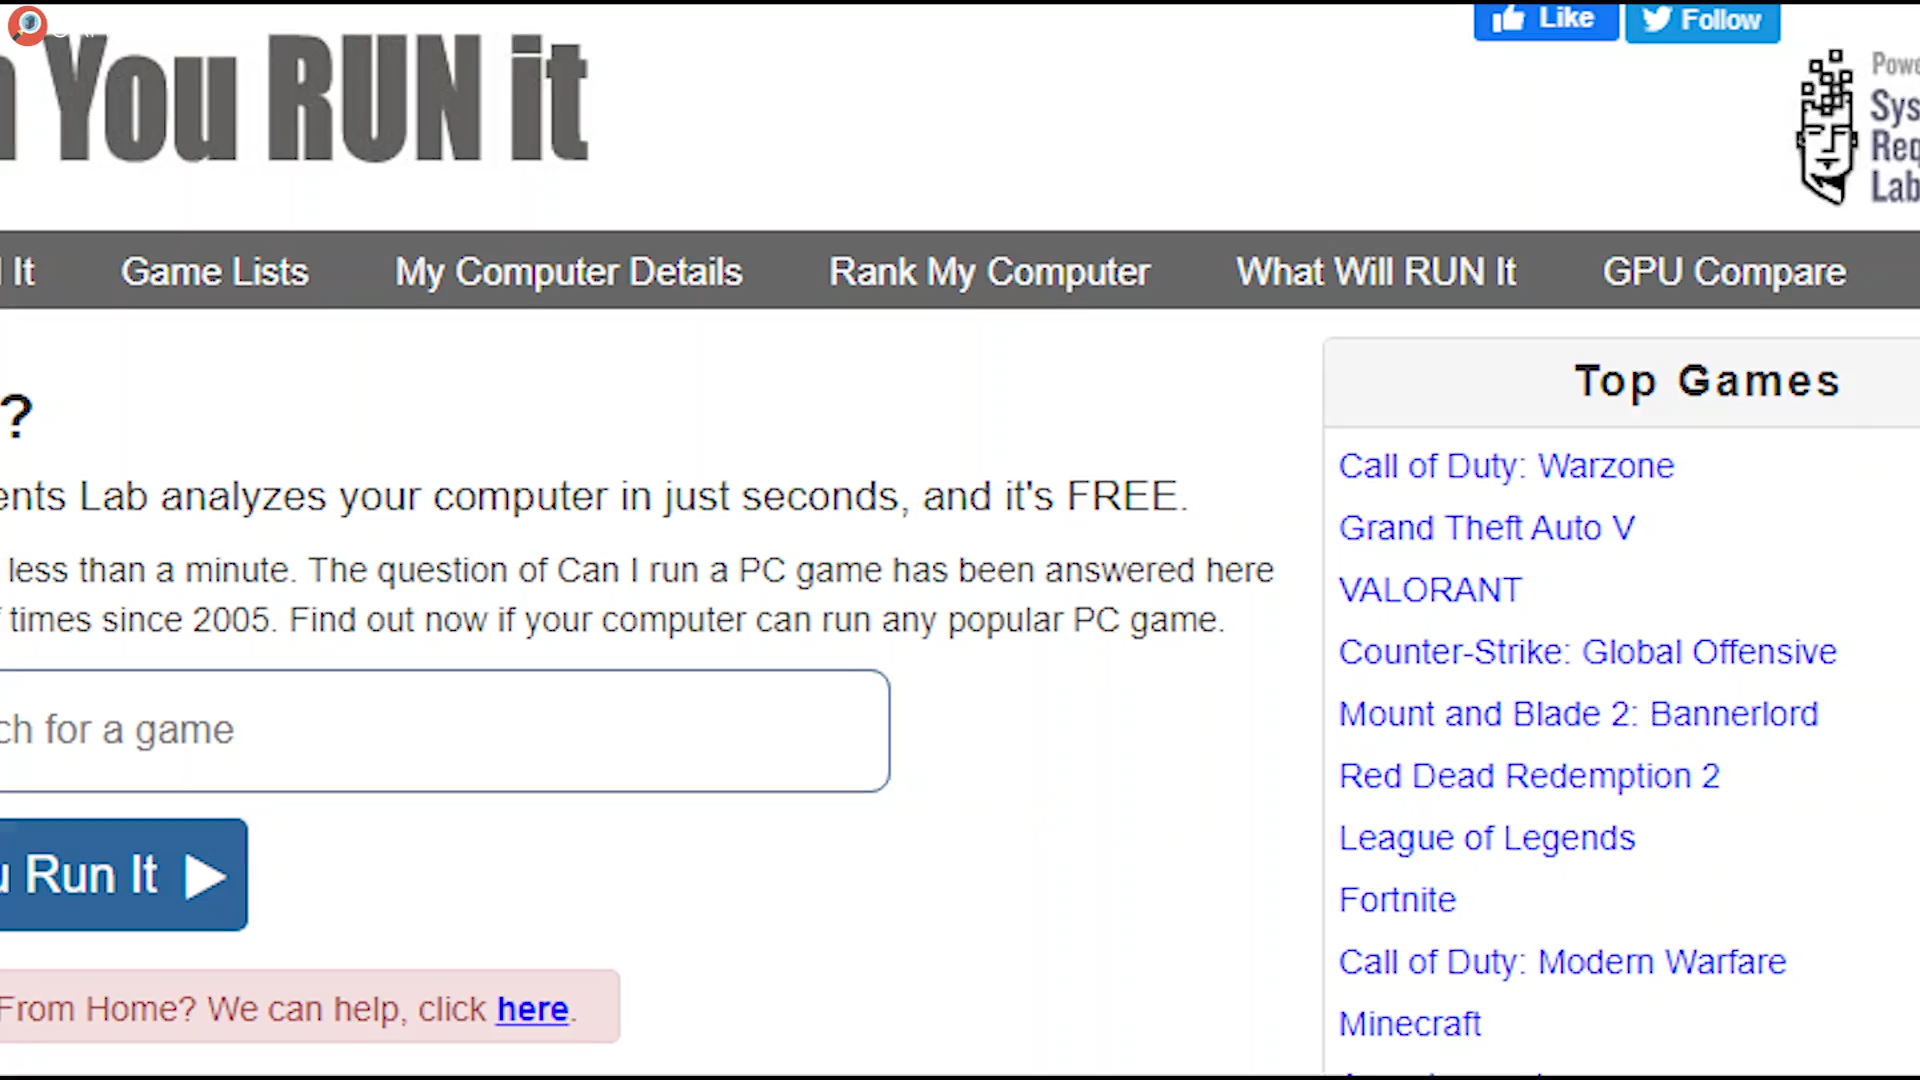 Like
Follow
You RUN it
Powe
Sys
Req
Lab
It
Game Lists
My Computer Details
Rank My Computer
What Will RUN It
GPU Compare
?
ents Lab analyzes your computer in just seconds, and it's FREE.
less than a minute. The question of Can I run a PC game has been answered here
times since 2005. Find out now if your computer can run any popular PC game.
ch for a game
u Run It
From Home? We can help, click here.
Top Games
Call of Duty: Warzone
Grand Theft Auto V
VALORANT
Counter-Strike: Global Offensive
Mount and Blade 2: Bannerlord
Red Dead Redemption 2
League of Legends
Fortnite
Call of Duty: Modern Warfare
Minecraft